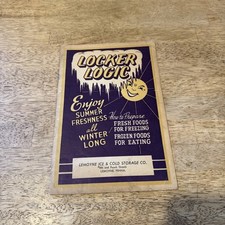 LOCKER
LOGIC
Enjoy
SUMMER
FRESHNESS
all
WINTER
LONG
How to Prepare
FRESH FOODS
FOR FREEZING
FROZEN FOODS
FOR EATING
LEMOYNE ICE & COLD STORAGE CO.